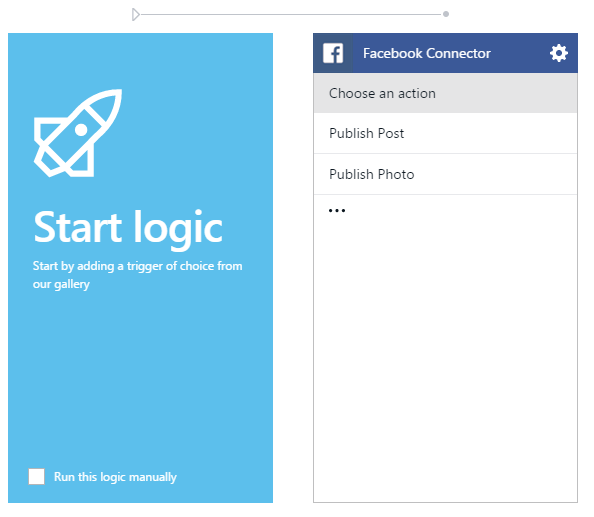 Start logic
Start by adding a trigger of choice from
our gallery
Run this logic manually
Facebook Connector
Choose an action
Publish Post
Publish Photo
...